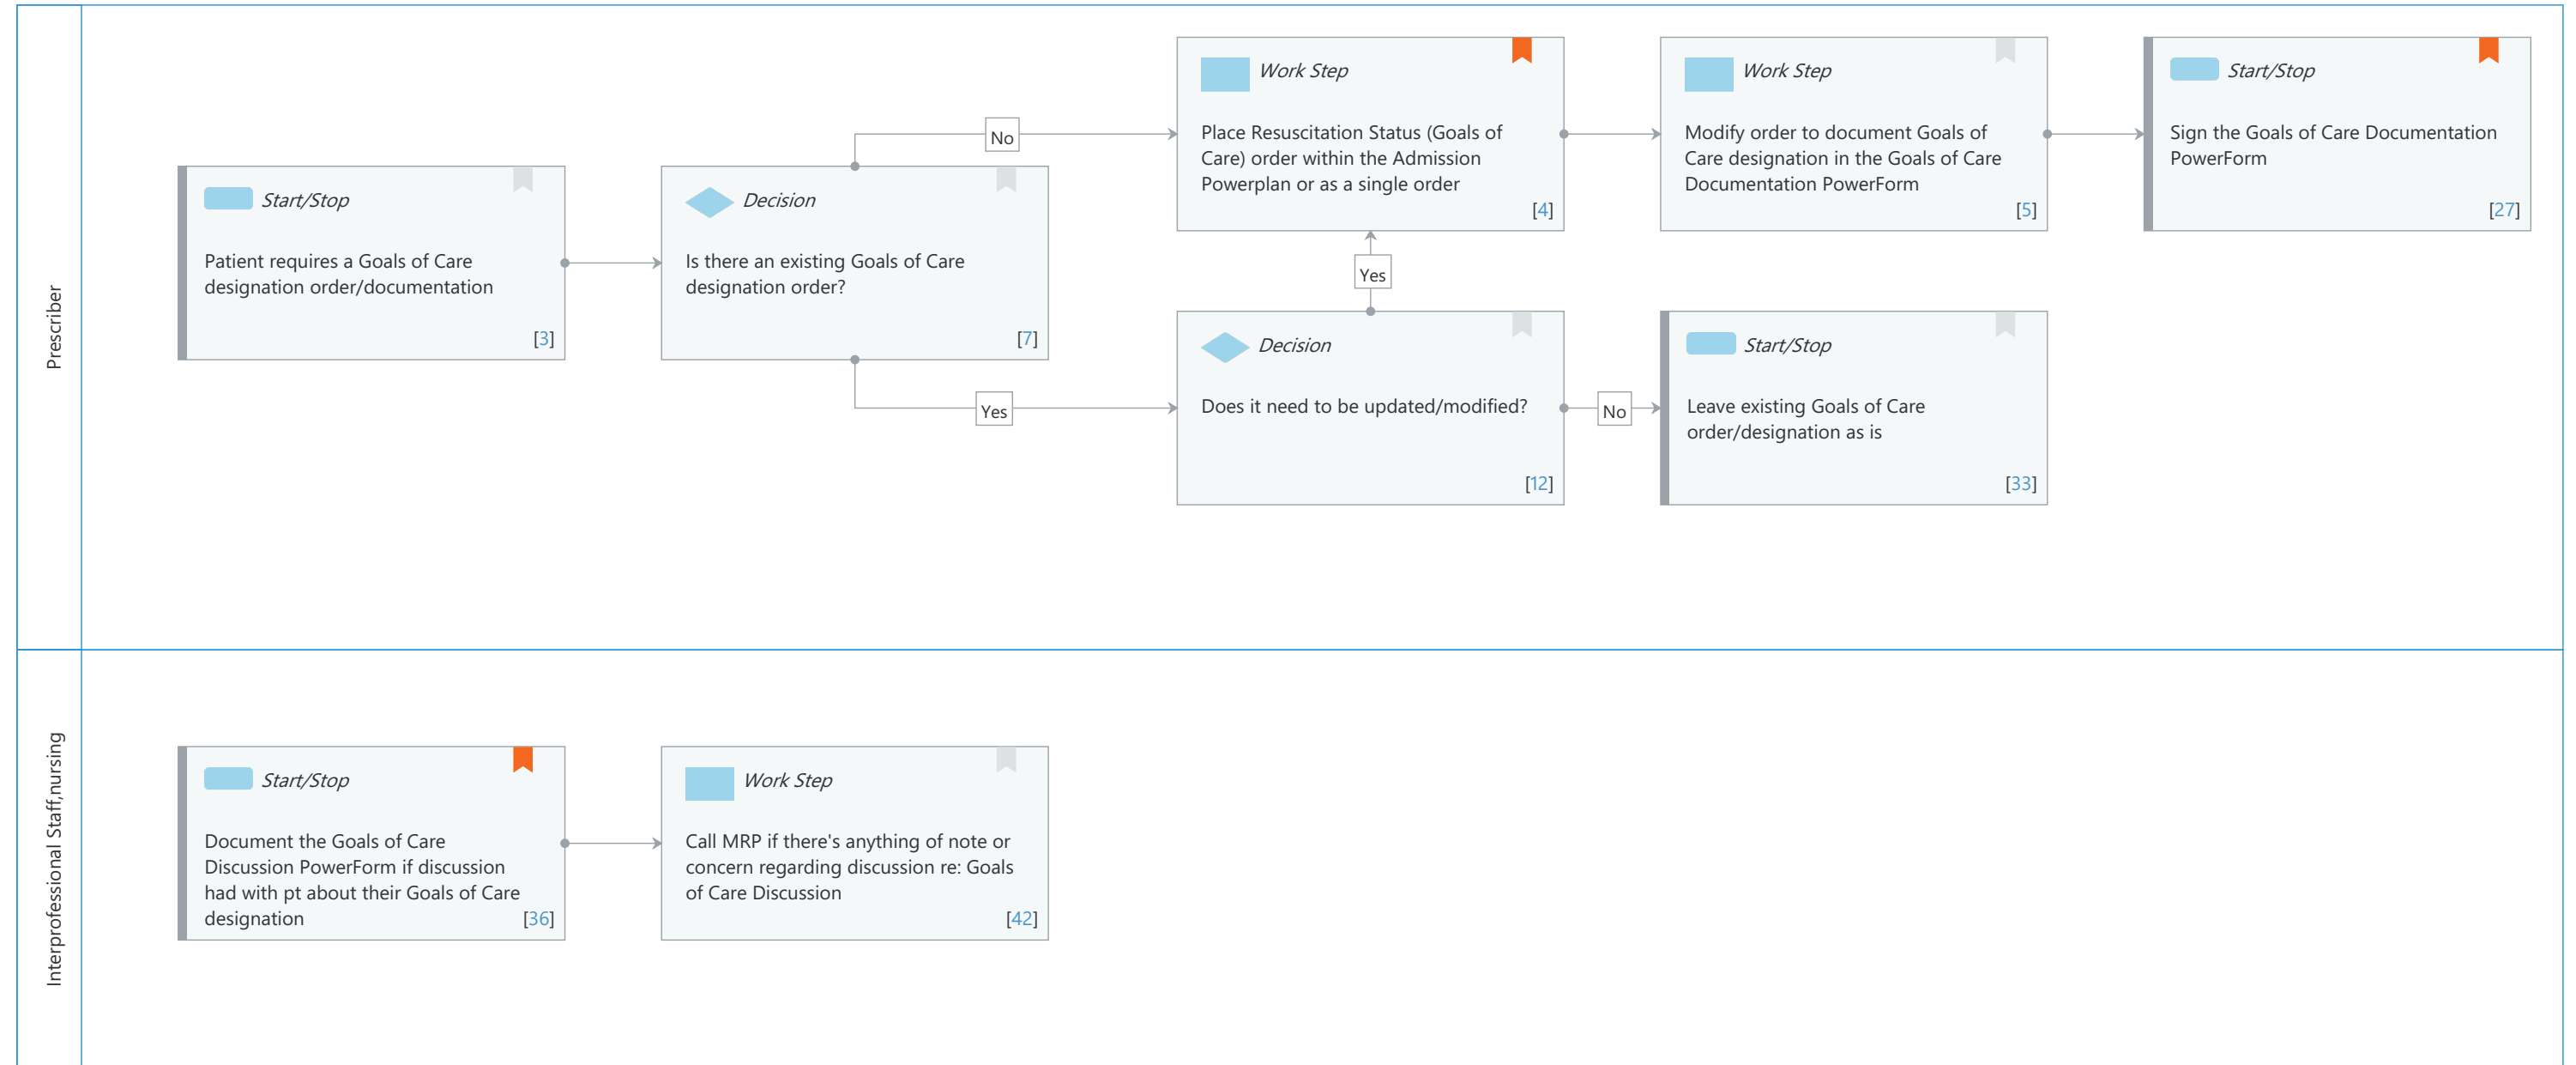 Prescriber
Start/Stop
Patient requires a Goals of Care
designation order/documentation
[3]
Decision
Is there an existing Goals of Care
designation order?
[7]
No
Yes
Work Step
Place Resuscitation Status (Goals of
Care) order within the Admission
Powerplan or as a single order
[4]
Work Step
Modify order to document Goals of
Care designation in the Goals of Care
Documentation PowerForm
[5]
Start/Stop
Sign the Goals of Care Documentation
PowerForm
[27]
Yes
Decision
Does it need to be updated/modified?
[12]
No
Start/Stop
Leave existing Goals of Care
order/designation as is
[33]
Interprofessional Staff,nursing
Start/Stop
Document the Goals of Care
Discussion PowerForm if discussion
had with pt about their Goals of Care
designation
[36]
Work Step
Call MRP if there's anything of note or
concern regarding discussion re: Goals
of Care Discussion
[42]